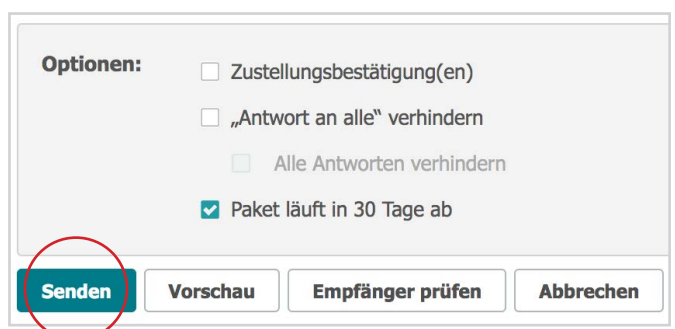 Optionen:
Zustellungsbestätigung(en)
„Antwort an alle“ verhindern
Alle Antworten verhindern
Paket läuft in 30 Tage ab
Senden Vorschau Empfänger prüfen Abbrechen